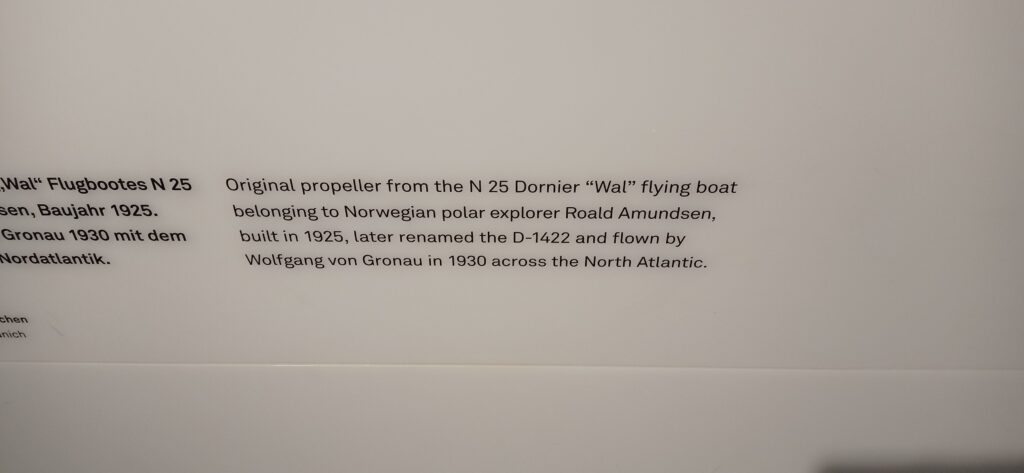 „Wal“ Flugbootes N 25
sen, Baujahr 1925.
Gronau 1930 mit dem
Nordatlantik.
chen
nich
Original propeller from the N 25 Dornier “Wal” flying boat
belonging to Norwegian polar explorer Roald Amundsen,
built in 1925, later renamed the D-1422 and flown by
Wolfgang von Gronau in 1930 across the North Atlantic.